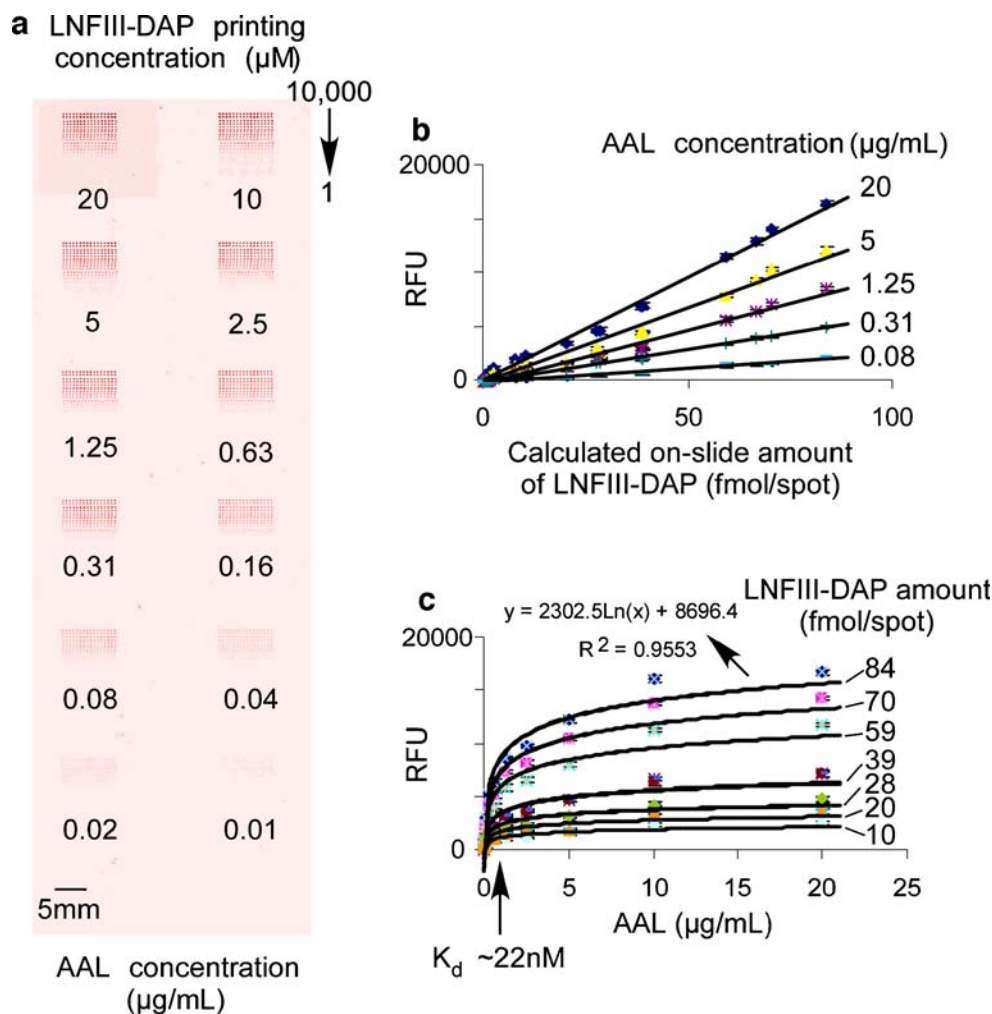 a LNFIII-DAP printing
concentration (µM)
10,000
1
20 10
5 2.5
1.25 0.63
0.31 0.16
0.08 0.04
0.02 0.01
5mm
AAL concentration
(µg/mL)
b
AAL concentration (µg/mL)
20000
20
5
1.25
0.31
0.08
RFU
0
0 50 100
Calculated on-slide amount
of LNFIII-DAP (fmol/spot)
c
LNFIII-DAP amount
(fmol/spot)
y = 2302.5Ln(x) + 8696.4
R² = 0.9553
20000
84
70
59
39
28
20
10
RFU
0
0 5 10 15 20 25
AAL (µg/mL)
Kd ~22nM